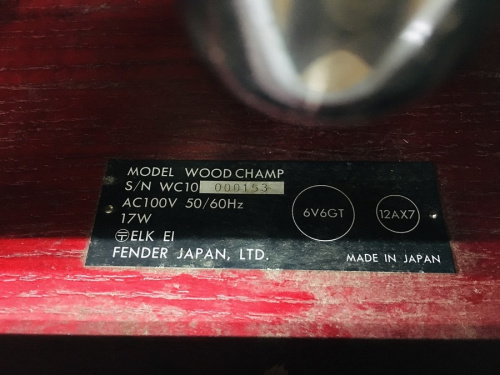 MODEL WOOD CHAMP
S/N WC10 000153
AC100V 50/60Hz
17W
〶ELK EI
FENDER JAPAN, LTD.
6V6GT
12AX7
MADE IN JAPAN